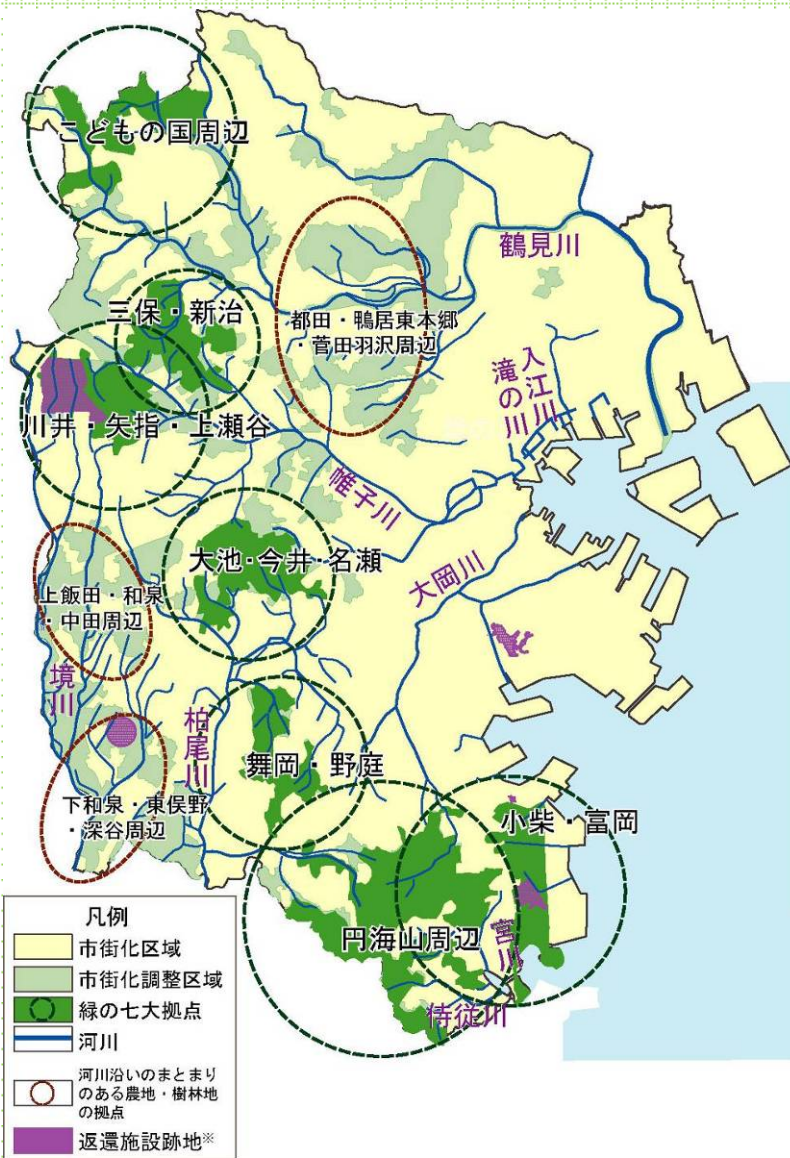 こどもの国周辺
鶴見川
三保・新治
都田・鴨居東本郷
・菅田羽沢周辺
入江川
滝の川
川井・矢指・上瀬谷
帷子川
大池・今井・名瀬
大岡川
上飯田・和泉
・中田周辺
境川
柏尾川
舞岡・野庭
下和泉・東俣野
・深谷周辺
小柴・富岡
円海山周辺
宮川
侍従川
凡例
市街化区域
市街化調整区域
緑の七大拠点
河川
河川沿いのまとまり
のある農地・樹林地
の拠点
返還施設跡地※